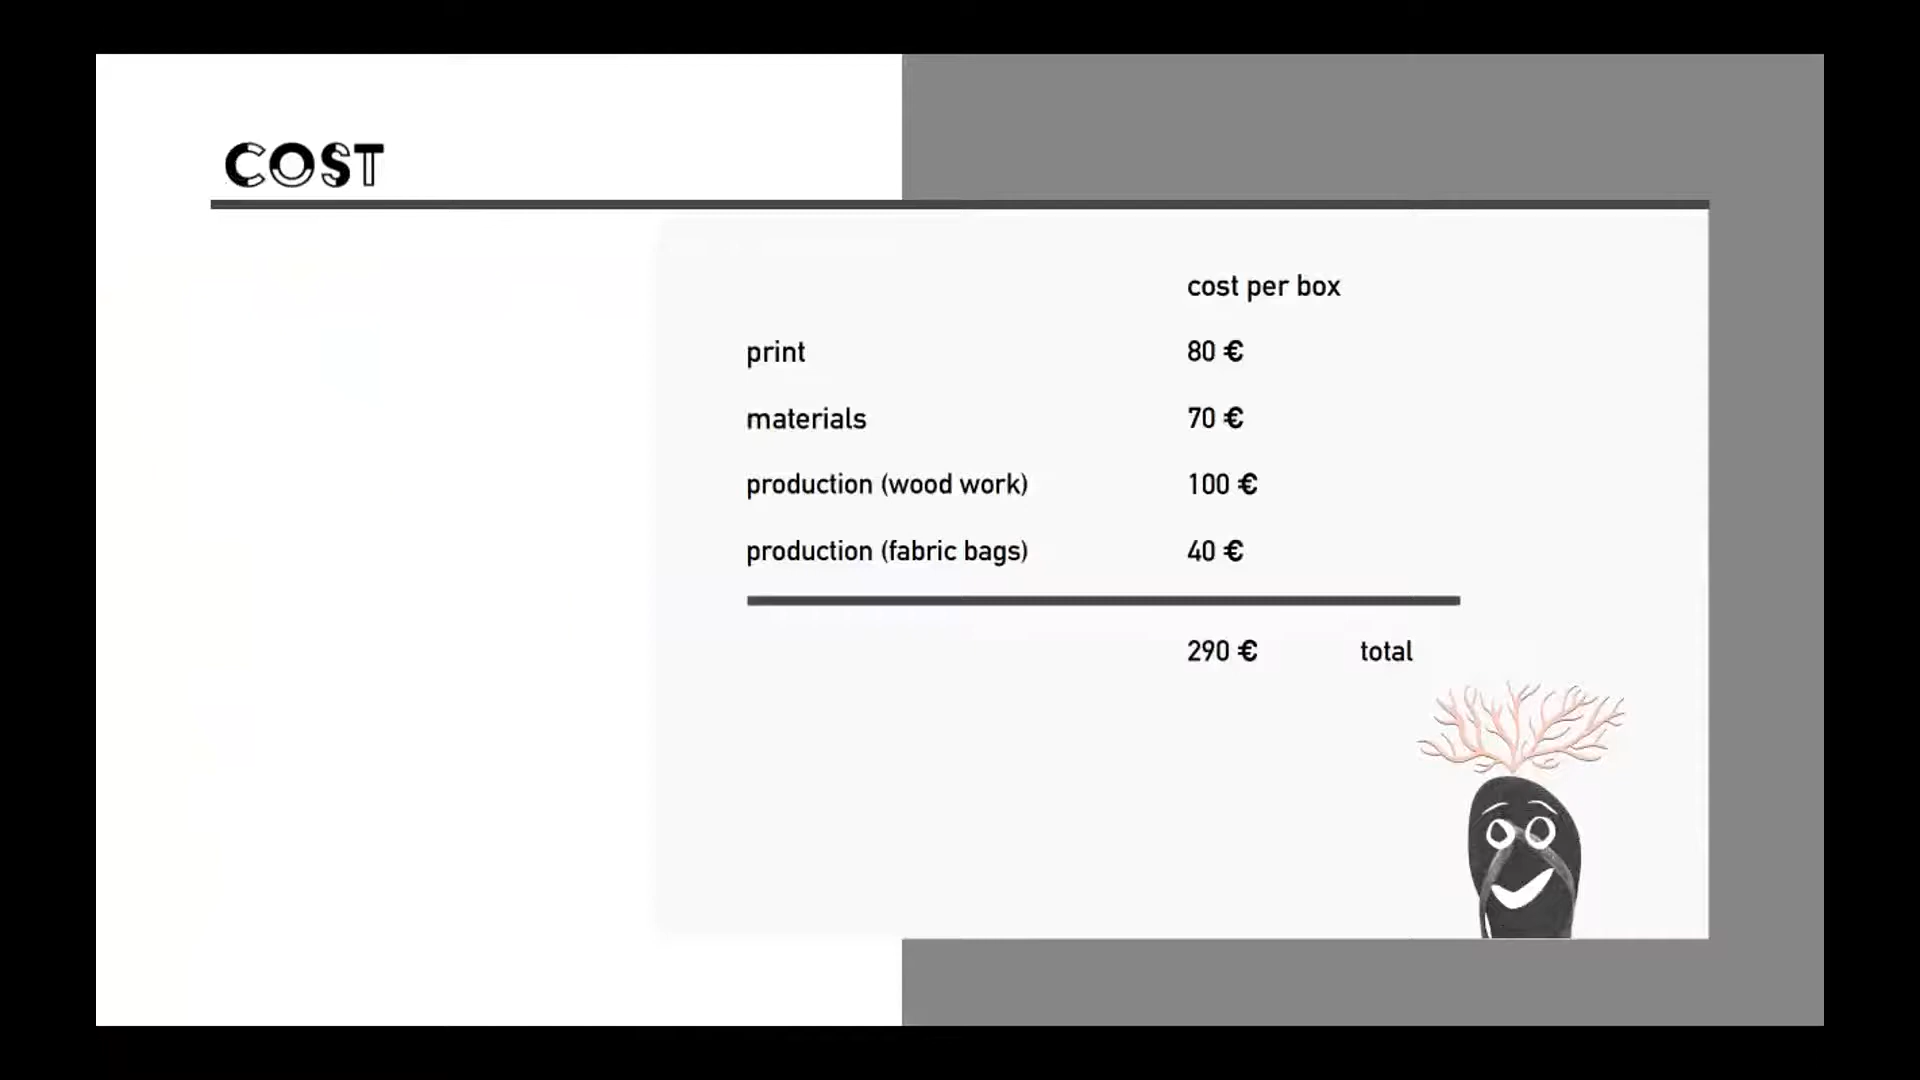 COST
cost per box
print 80 €
materials 70 €
production (wood work) 100 €
production (fabric bags) 40 €
290 € total